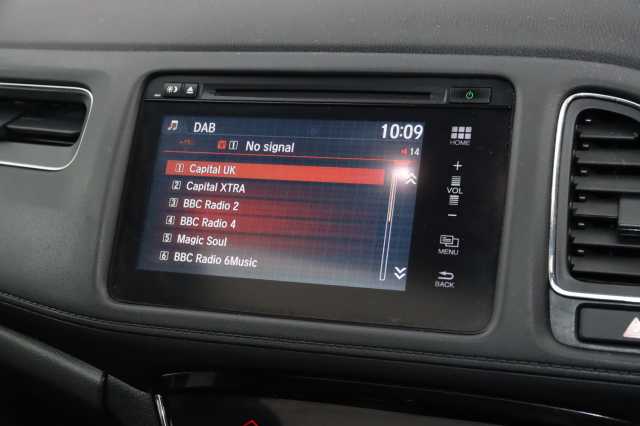 DAB
10:09
1 No signal
14
1 Capital UK
2 Capital XTRA
3 BBC Radio 2
4 BBC Radio 4
5 Magic Soul
6 BBC Radio 6Music
HOME
+
VOL
−
MENU
BACK